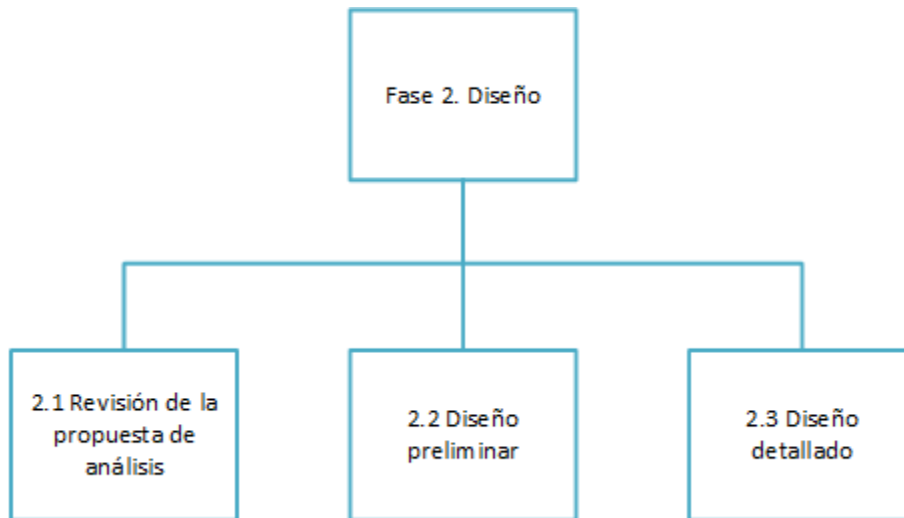 Fase 2. Diseño
2.1 Revisión de la
propuesta de
análisis
2.2 Diseño
preliminar
2.3 Diseño
detallado